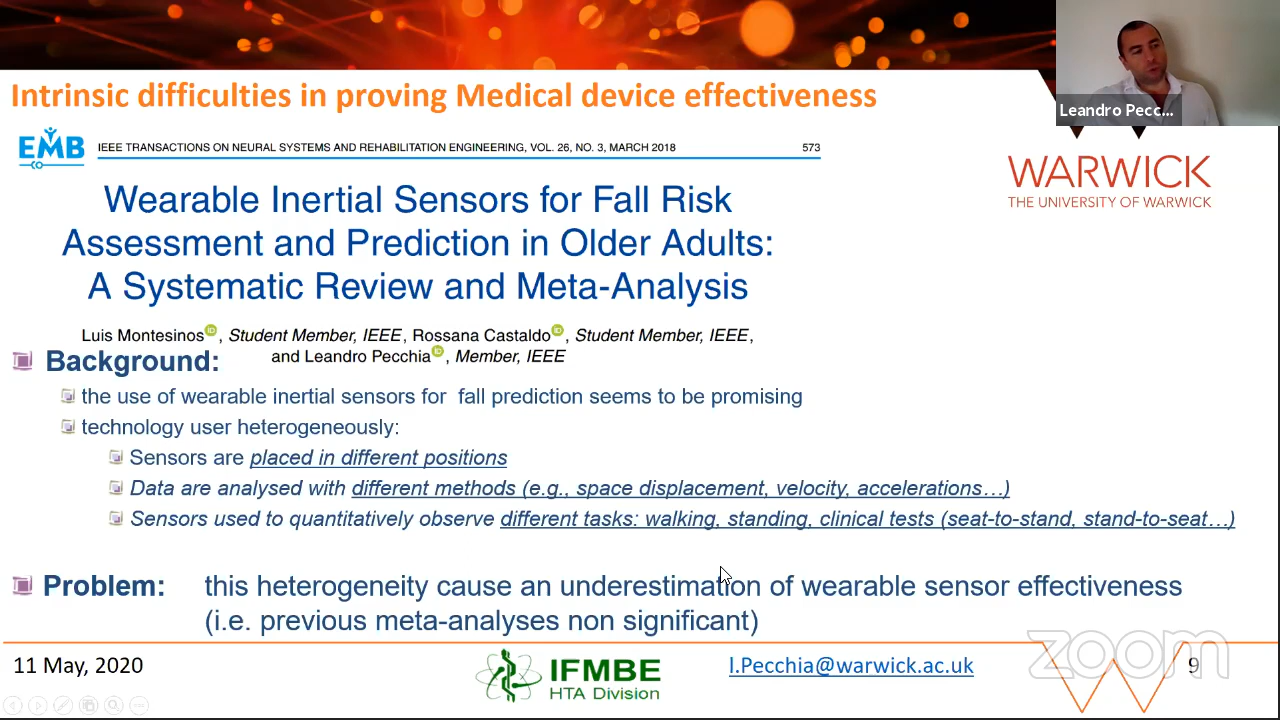 Intrinsic difficulties in proving Medical device effectiveness
Leandro Pecc...
EMB
IEEE TRANSACTIONS ON NEURAL SYSTEMS AND REHABILITATION ENGINEERING, VOL. 26, NO. 3, MARCH 2018 573
WARWICK
THE UNIVERSITY OF WARWICK
Wearable Inertial Sensors for Fall Risk
Assessment and Prediction in Older Adults:
A Systematic Review and Meta-Analysis
Luis Montesinos, Student Member, IEEE, Rossana Castaldo, Student Member, IEEE,
and Leandro Pecchia, Member, IEEE
Background:
the use of wearable inertial sensors for fall prediction seems to be promising
technology user heterogeneously:
Sensors are placed in different positions
Data are analysed with different methods (e.g., space displacement, velocity, accelerations...)
Sensors used to quantitatively observe different tasks: walking, standing, clinical tests (seat-to-stand, stand-to-seat...)
Problem: this heterogeneity cause an underestimation of wearable sensor effectiveness
(i.e. previous meta-analyses non significant)
11 May, 2020
IFMBE
HTA Division
l.Pecchia@warwick.ac.uk
zoom
9